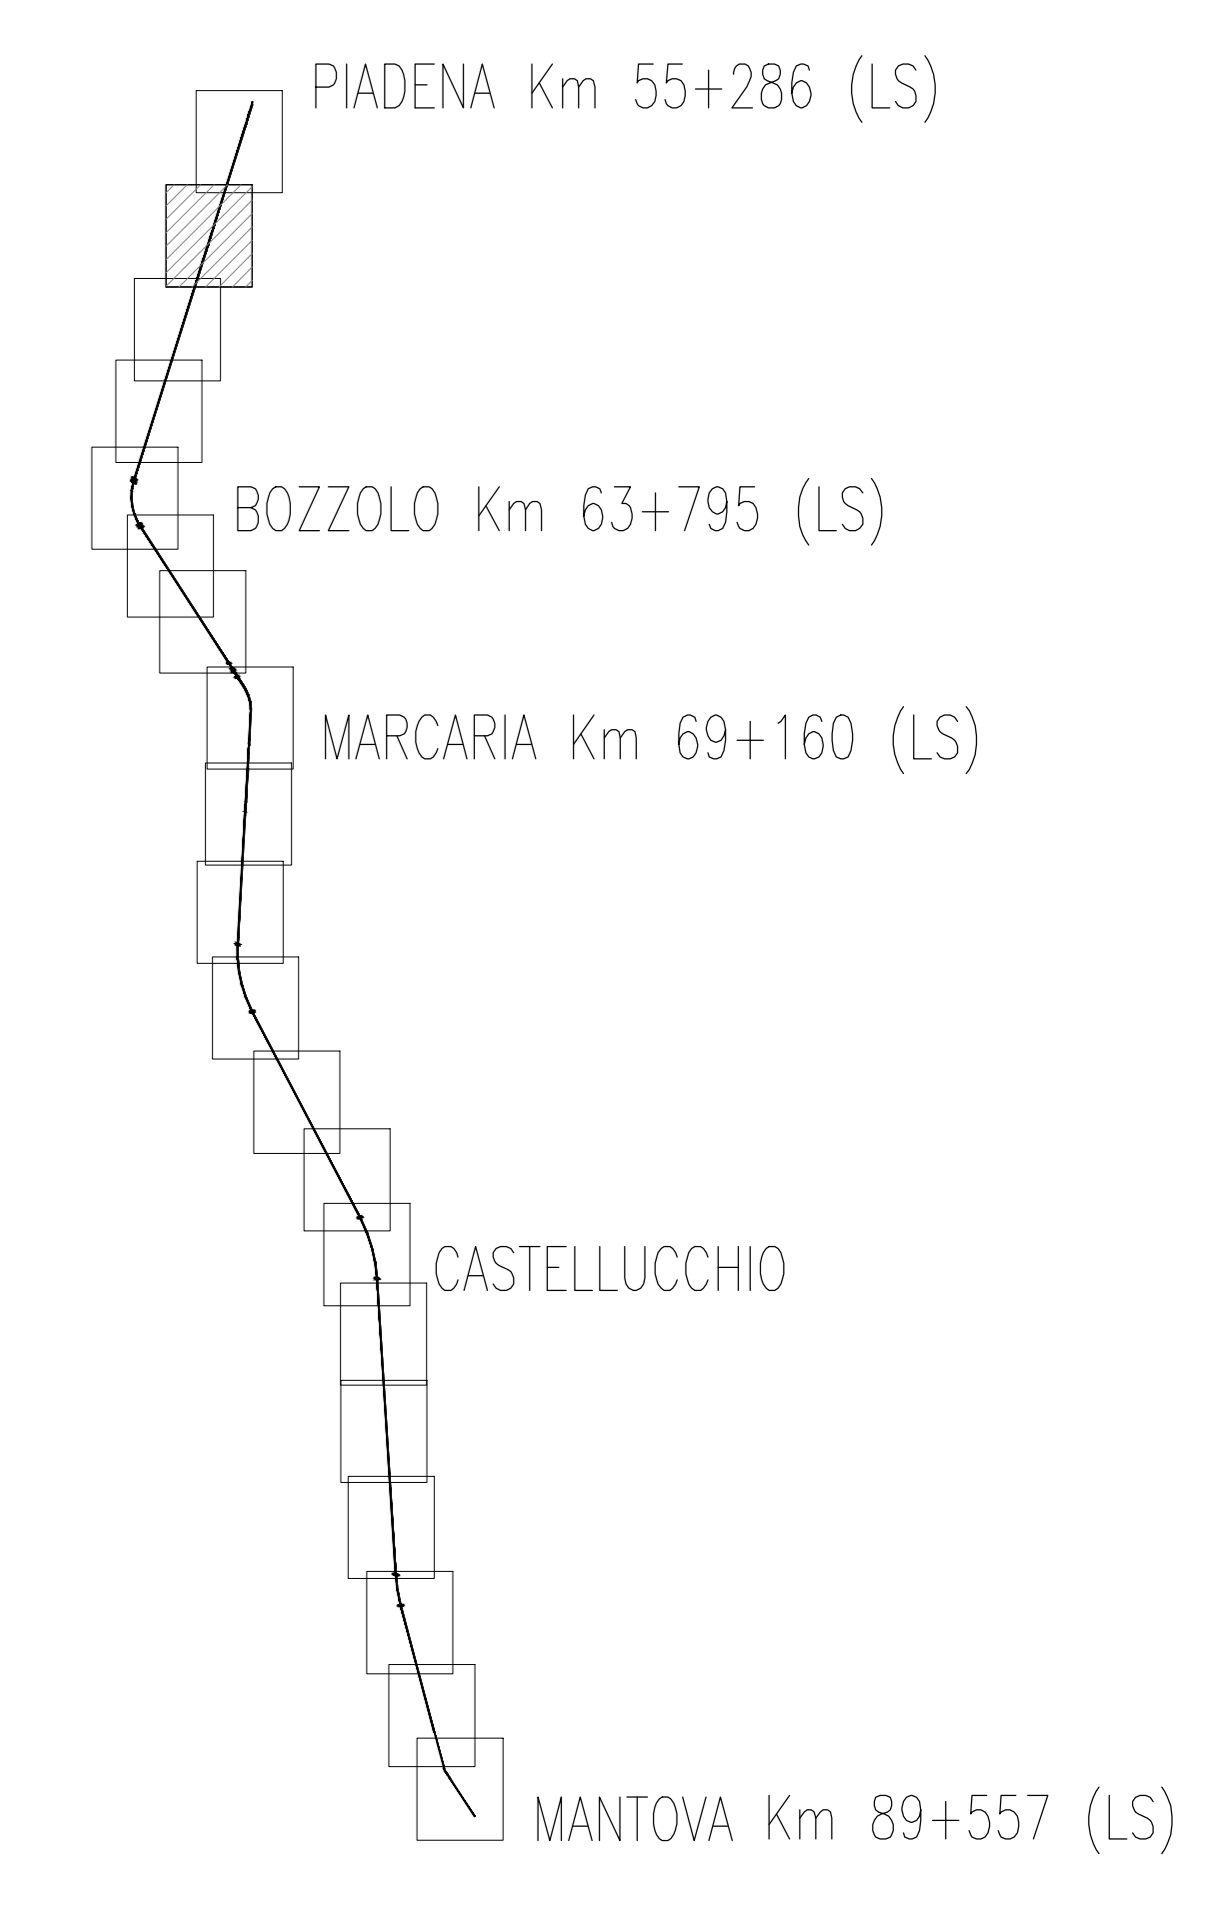 PIADENA Km 55+286 (LS)
BOZZOLO Km 63+795 (LS)
MARCARIA Km 69+160 (LS)
CASTELLUCCHIO
MANTOVA Km 89+557 (LS)